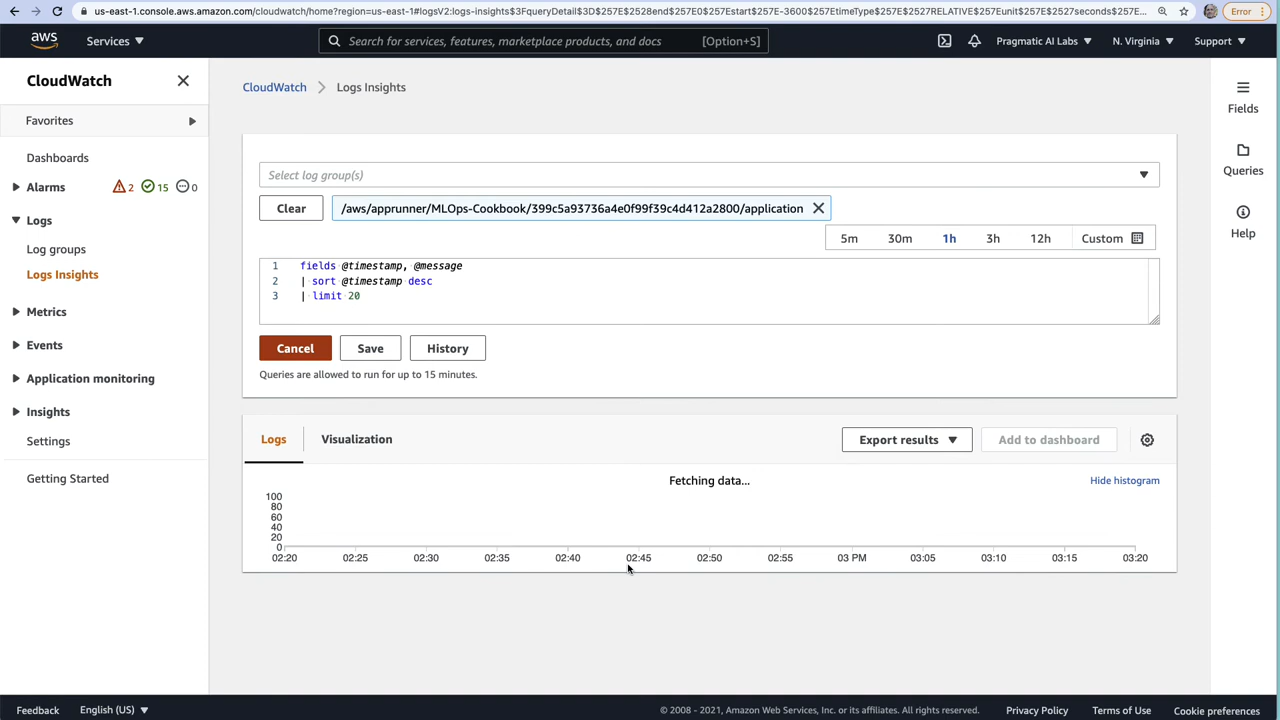 us-east-1.console.aws.amazon.com/cloudwatch/home?region=us-east-1#logsV2:logs-insights$3FqueryDetail$3D$257E$2528end$257E0$257Estart$257E-3600$257EtimeType$257E$2527RELATIVE$257Eunit$257E$2527seconds$257E...
Error
aws
Services
Search for services, features, marketplace products, and docs
[Option+S]
Pragmatic AI Labs
N. Virginia
Support
CloudWatch
Favorites
Dashboards
Alarms
2
15
0
Logs
Log groups
Logs Insights
Metrics
Events
Application monitoring
Insights
Settings
Getting Started
CloudWatch
Logs Insights
Select log group(s)
Clear
/aws/apprunner/MLOps-Cookbook/399c5a93736a4e0f99f39c4d412a2800/application
5m 30m 1h 3h 12h Custom
1 fields @timestamp, @message
2 | sort @timestamp desc
3 | limit 20
Cancel
Save
History
Queries are allowed to run for up to 15 minutes.
Logs
Visualization
Export results
Add to dashboard
Fetching data...
Hide histogram
100
80
60
40
20
0
02:20 02:25 02:30 02:35 02:40 02:45 02:50 02:55 03 PM 03:05 03:10 03:15 03:20
Fields
Queries
Help
Feedback
English (US)
© 2008 - 2021, Amazon Web Services, Inc. or its affiliates. All rights reserved.
Privacy Policy
Terms of Use
Cookie preferences